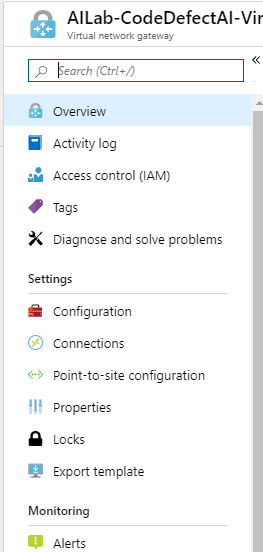 AILab-CodeDefectAI-Vir
Virtual network gateway
Search (Ctrl+/)
«
Overview
Activity log
Access control (IAM)
Tags
Diagnose and solve problems
Settings
Configuration
Connections
Point-to-site configuration
Properties
Locks
Export template
Monitoring
Alerts